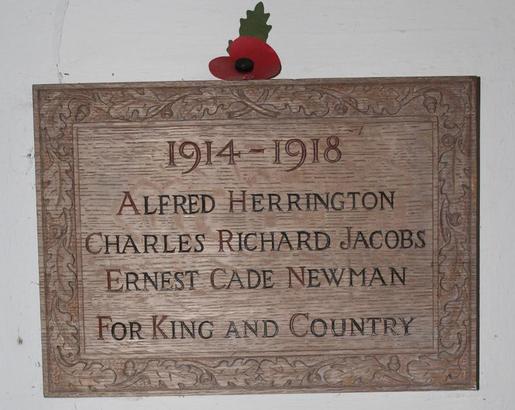 1914-1918
ALFRED HERRINGTON
CHARLES RICHARD JACOBS
ERNEST CADE NEWMAN
FOR KING AND COUNTRY